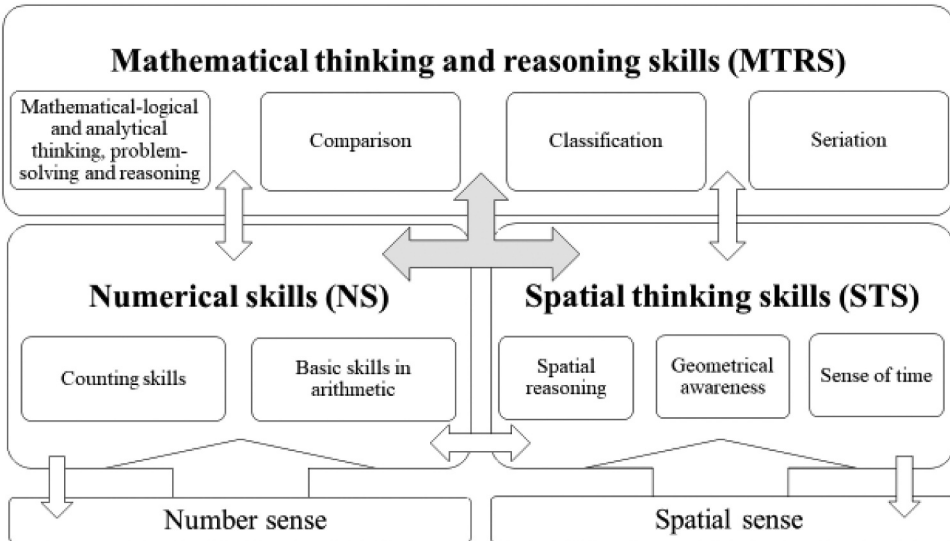 Mathematical thinking and reasoning skills (MTRS)
Mathematical-logical
and analytical
thinking, problem-
solving and reasoning
Comparison
Classification
Seriation
Numerical skills (NS)
Counting skills
Basic skills in
arithmetic
Spatial thinking skills (STS)
Spatial
reasoning
Geometrical
awareness
Sense of time
Number sense
Spatial sense